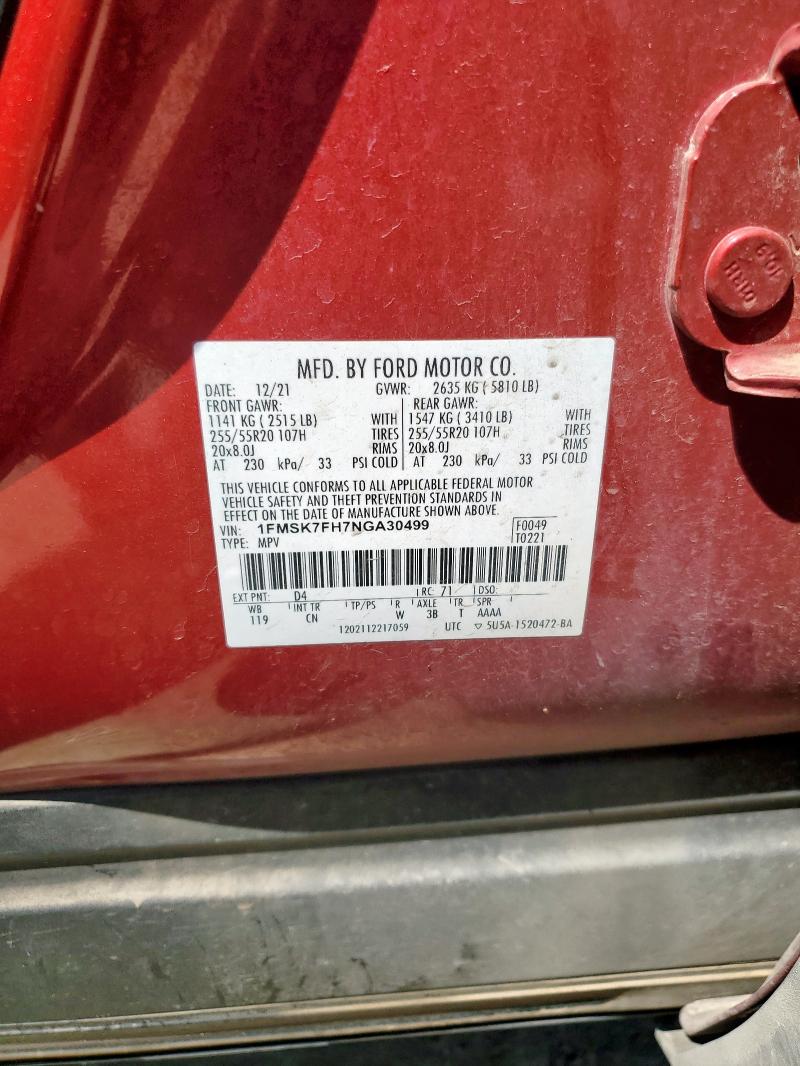 MFD. BY FORD MOTOR CO.
DATE: 12/21 GVWR: 2635 KG ( 5810 LB)
FRONT GAWR: REAR GAWR:
1141 KG ( 2515 LB) WITH 1547 KG ( 3410 LB) WITH
255/55R20 107H TIRES 255/55R20 107H TIRES
20x8.0J RIMS 20x8.0J RIMS
AT 230 kPa/ 33 PSI COLD AT 230 kPa/ 33 PSI COLD
THIS VEHICLE CONFORMS TO ALL APPLICABLE FEDERAL MOTOR
VEHICLE SAFETY AND THEFT PREVENTION STANDARDS IN
EFFECT ON THE DATE OF MANUFACTURE SHOWN ABOVE.
VIN: 1FMSK7FH7NGA30499 F0049
TYPE: MPV T0221
EXT PNT: D4 RC: 71 DSO:
WB INT TR TP/PS R AXLE TR SPR
119 CN W 3B T AAAA
1202112217059 UTC ▽ 5U5A-1520472-BA